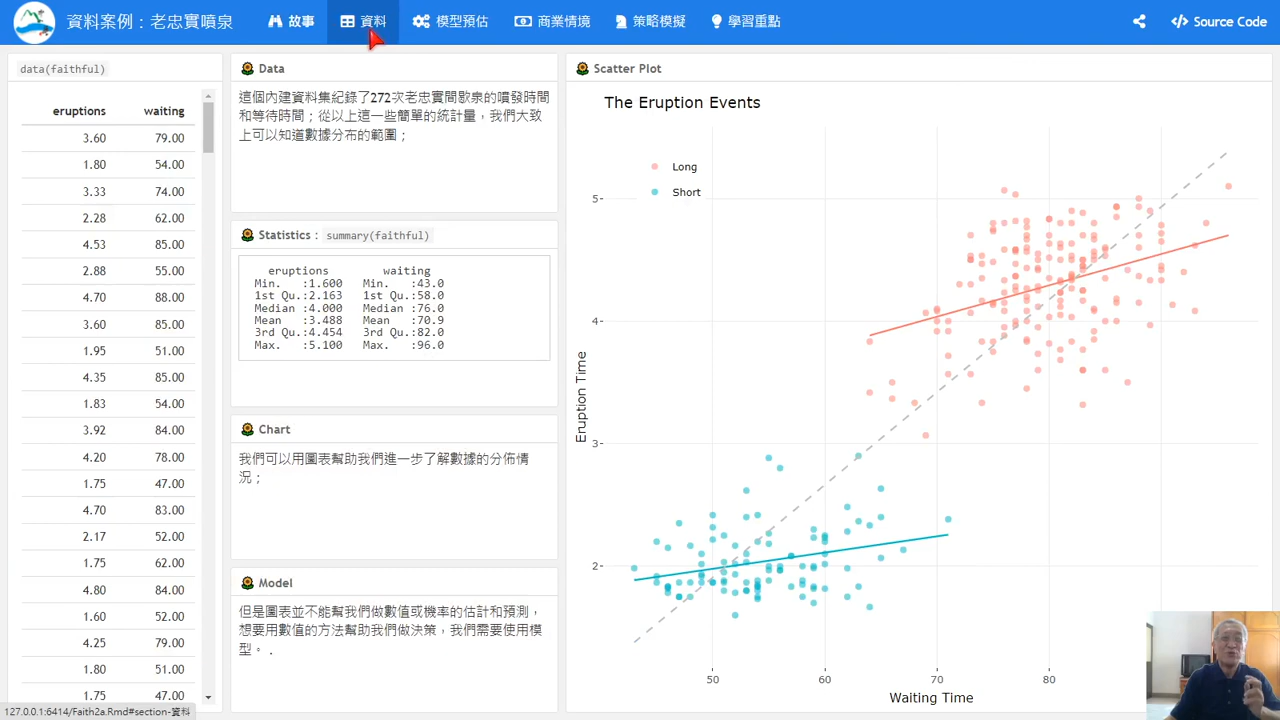 資料案例：老忠實噴泉
故事
資料
模型預估
商業情境
策略模擬
學習重點
Source Code
data(faithful)
eruptions waiting
3.60 79.00
1.80 54.00
3.33 74.00
2.28 62.00
4.53 85.00
2.88 55.00
4.70 88.00
3.60 85.00
1.95 51.00
4.35 85.00
1.83 54.00
3.92 84.00
4.20 78.00
1.75 47.00
4.70 83.00
2.17 52.00
1.75 62.00
4.80 84.00
1.60 52.00
4.25 79.00
1.80 51.00
1.75 47.00
127.0.0.1:6414/Faith2a.Rmd#section-資料
Data
這個內建資料集紀錄了272次老忠實間歇泉的噴發時間
和等待時間；從以上這一些簡單的統計量，我們大致
上可以知道數據分布的範圍；
Statistics : summary(faithful)
eruptions waiting
Min. :1.600 Min. :43.0
1st Qu.:2.163 1st Qu.:58.0
Median :4.000 Median :76.0
Mean :3.488 Mean :70.9
3rd Qu.:4.454 3rd Qu.:82.0
Max. :5.100 Max. :96.0
Chart
我們可以用圖表幫助我們進一步了解數據的分佈情
況；
Model
但是圖表並不能幫我們做數值或機率的估計和預測，
想要用數值的方法幫助我們做決策，我們需要使用模
型。.
Scatter Plot
The Eruption Events
Long
Short
5
4
3
2
Eruption Time
50 60 70 80
Waiting Time